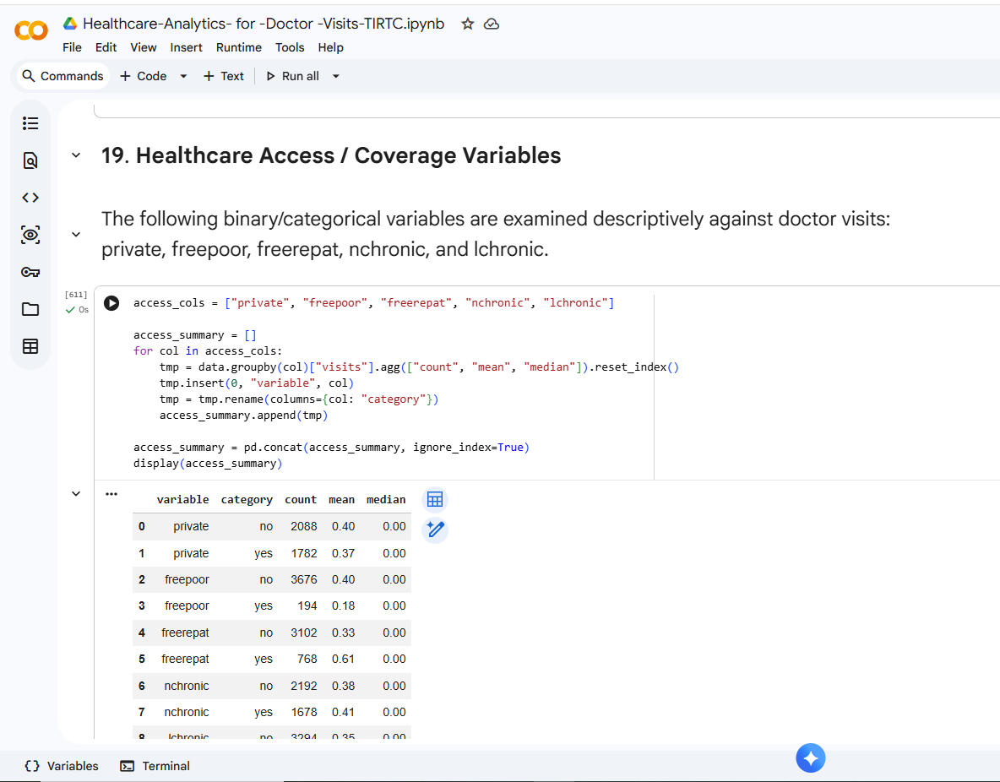 Healthcare-Analytics- for -Doctor -Visits-TIRTC.ipynb
File Edit View Insert Runtime Tools Help
Commands + Code + Text Run all
19. Healthcare Access / Coverage Variables
The following binary/categorical variables are examined descriptively against doctor visits:
private, freepoor, freerepat, nchronic, and lchronic.
[611]
0s
access_cols = ["private", "freepoor", "freerepat", "nchronic", "lchronic"]
access_summary = []
for col in access_cols:
    tmp = data.groupby(col)["visits"].agg(["count", "mean", "median"]).reset_index()
    tmp.insert(0, "variable", col)
    tmp = tmp.rename(columns={col: "category"})
    access_summary.append(tmp)
access_summary = pd.concat(access_summary, ignore_index=True)
display(access_summary)
variable category count mean median
0 private no 2088 0.40 0.00
1 private yes 1782 0.37 0.00
2 freepoor no 3676 0.40 0.00
3 freepoor yes 194 0.18 0.00
4 freerepat no 3102 0.33 0.00
5 freerepat yes 768 0.61 0.00
6 nchronic no 2192 0.38 0.00
7 nchronic yes 1678 0.41 0.00
8 lchronic no 3294 0.35 0.00
Variables Terminal